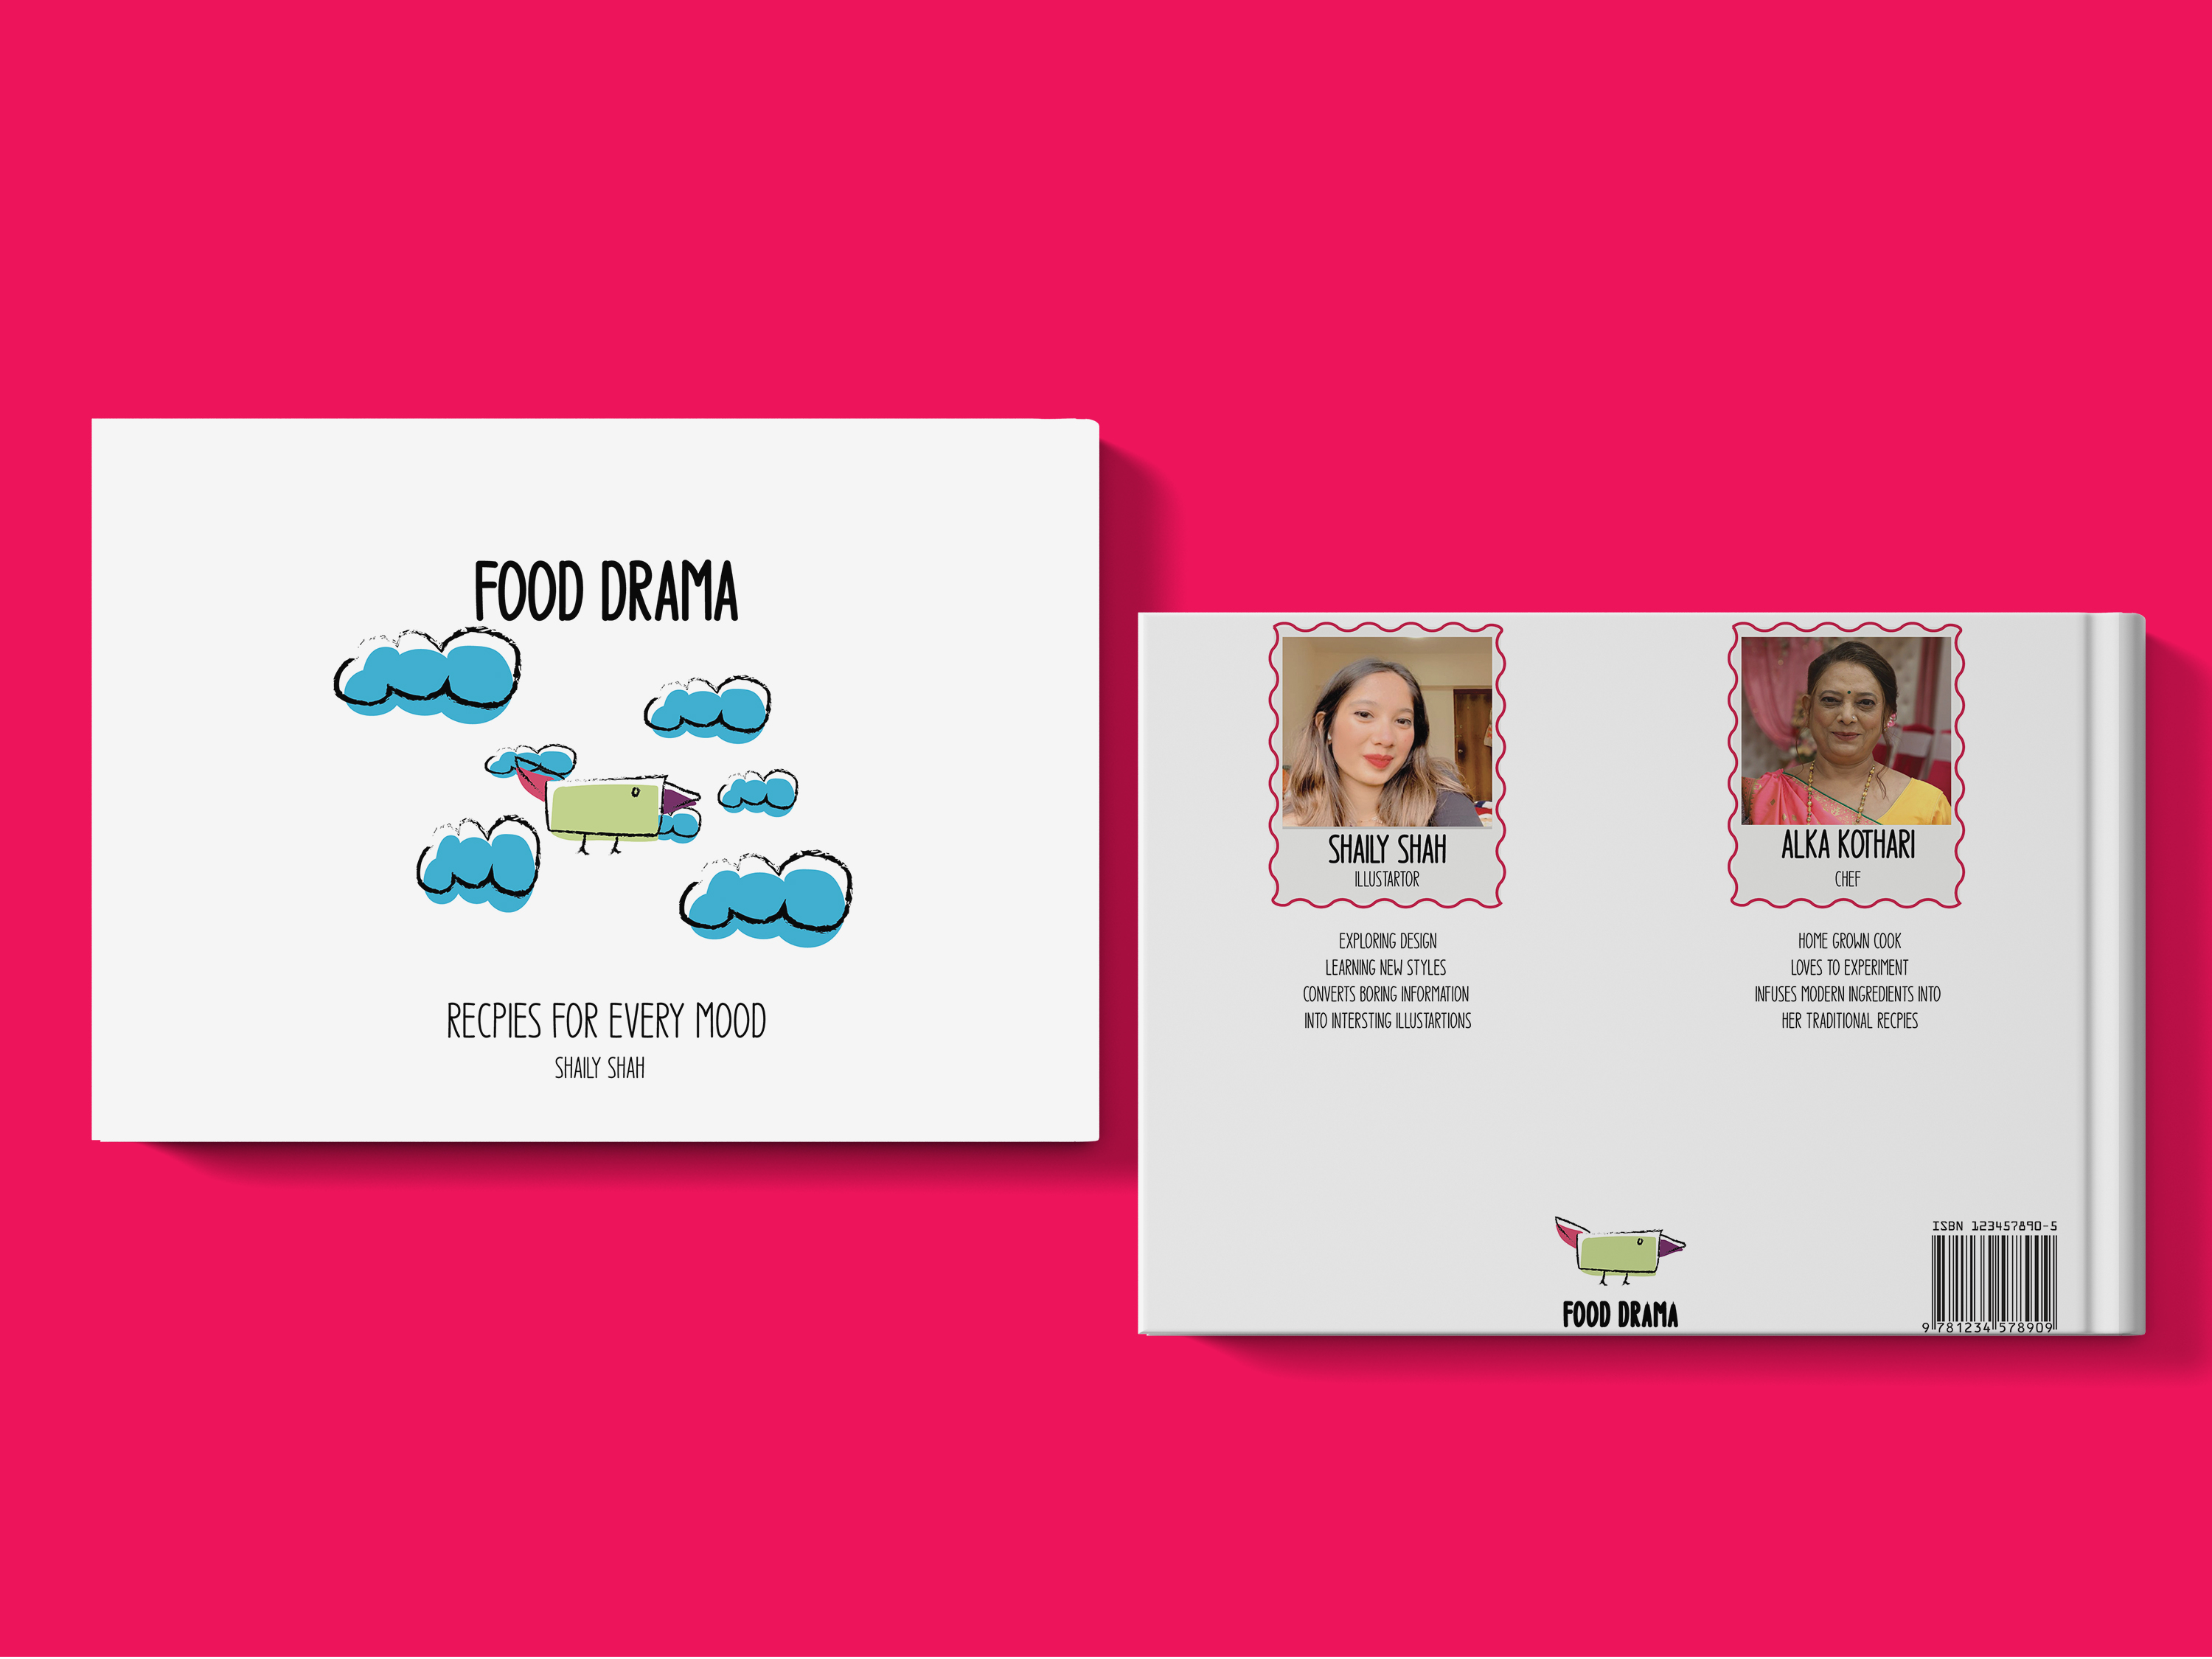 FOOD DRAMA
RECPIES FOR EVERY MOOD
SHAILY SHAH
SHAILY SHAH
ILLUSTARTOR
EXPLORING DESIGN
LEARNING NEW STYLES
CONVERTS BORING INFORMATION
INTO INTERSTING ILLUSTARTIONS
ALKA KOTHARI
CHEF
HOME GROWN COOK
LOVES TO EXPERIMENT
INFUSES MODERN INGREDIENTS INTO
HER TRADITIONAL RECPIES
FOOD DRAMA
ISBN 123457890-5
9 781234 578909